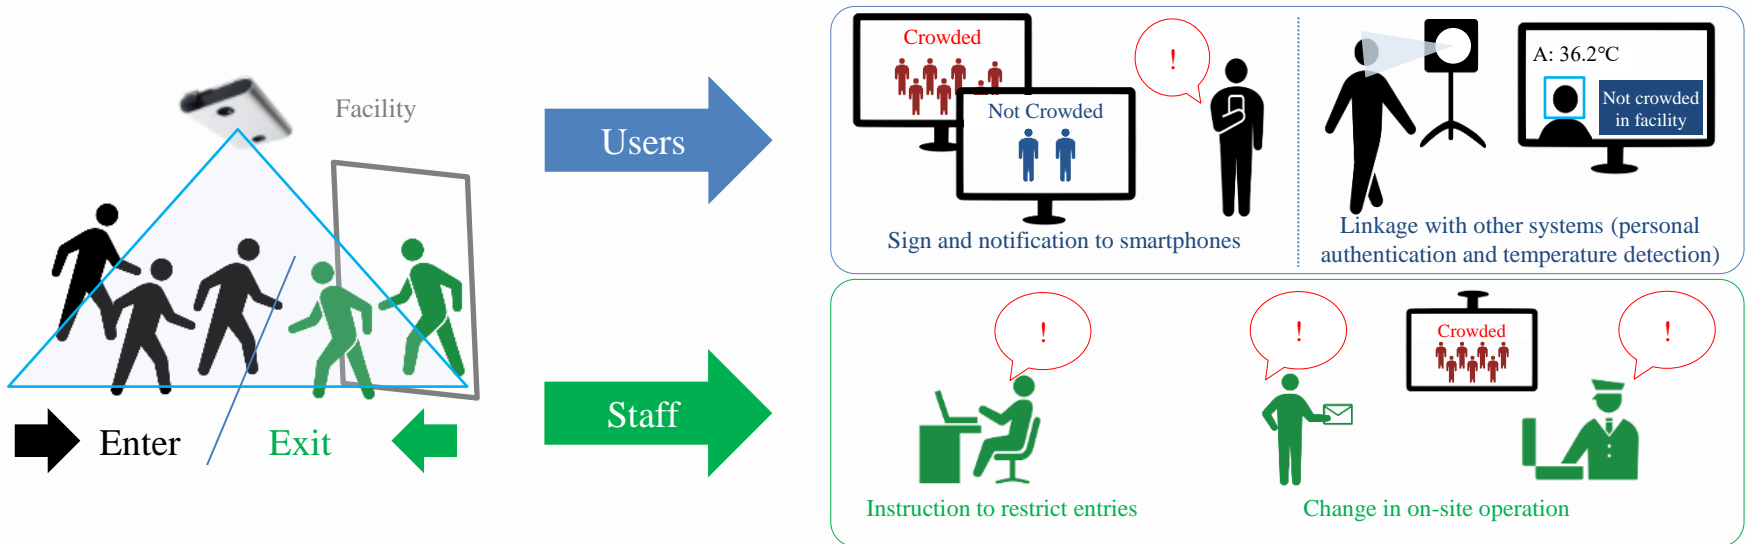 Facility
Enter
Exit
Users
Staff
Crowded
Not Crowded
!
Sign and notification to smartphones
A: 36.2℃
Not crowded
in facility
Linkage with other systems (personal
authentication and temperature detection)
!
Instruction to restrict entries
!
Crowded
!
Change in on-site operation